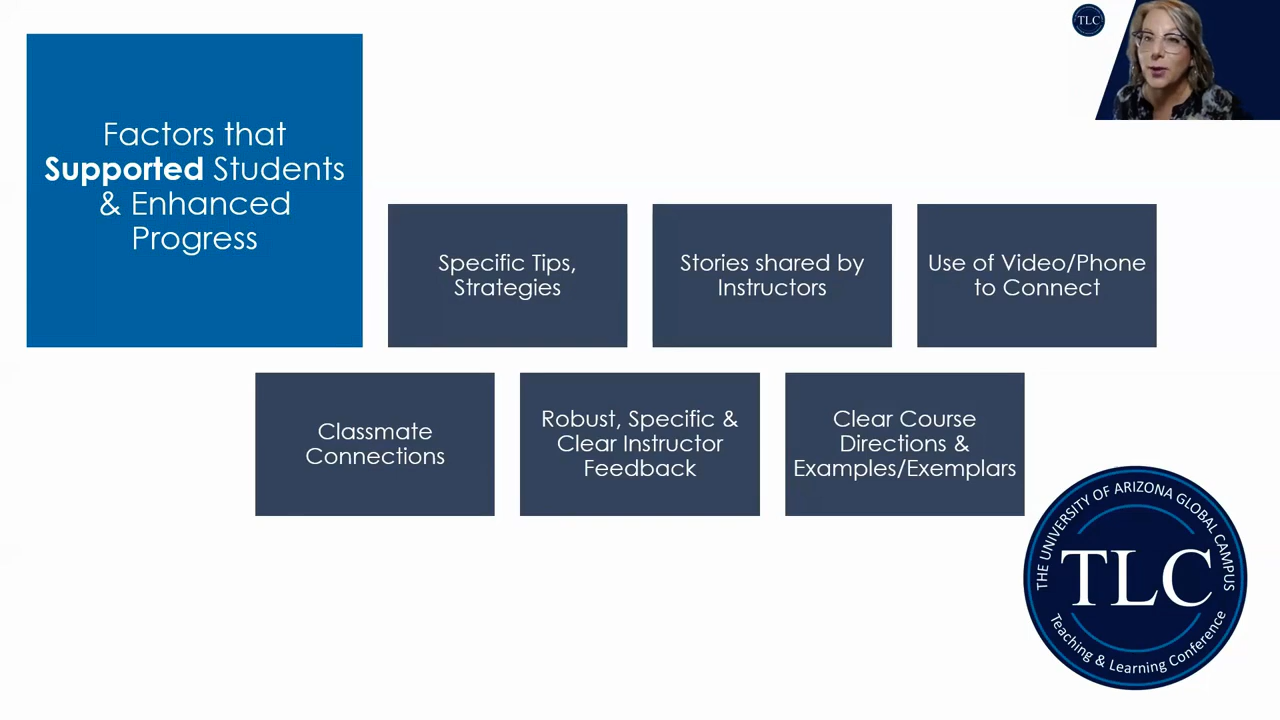 TLC
Factors that
Supported Students
& Enhanced
Progress
Specific Tips,
Strategies
Stories shared by
Instructors
Use of Video/Phone
to Connect
Classmate
Connections
Robust, Specific &
Clear Instructor
Feedback
Clear Course
Directions &
Examples/Exemplars
THE UNIVERSITY OF ARIZONA GLOBAL CAMPUS
TLC
Teaching & Learning Conference